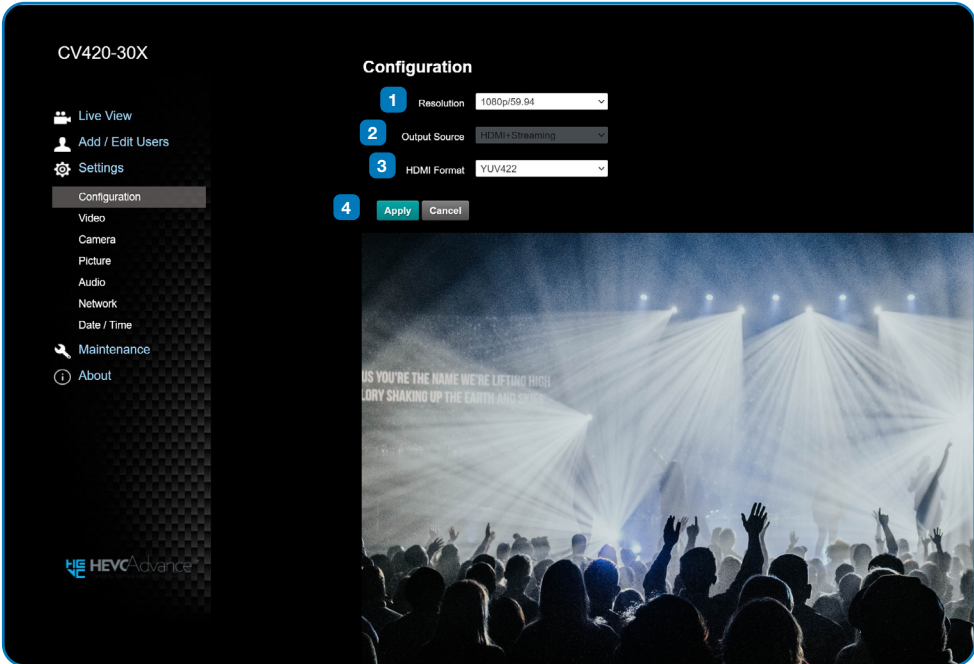 CV420-30X
Live View
Add / Edit Users
Settings
Configuration
Video
Camera
Picture
Audio
Network
Date / Time
Maintenance
About
HEVC Advance
Configuration
1 Resolution 1080p/59.94
2 Output Source HDMI+Streaming
3 HDMI Format YUV422
4 Apply Cancel
US YOU'RE THE NAME WE'RE LIFTING HIGH
LORY SHAKING UP THE EARTH AND